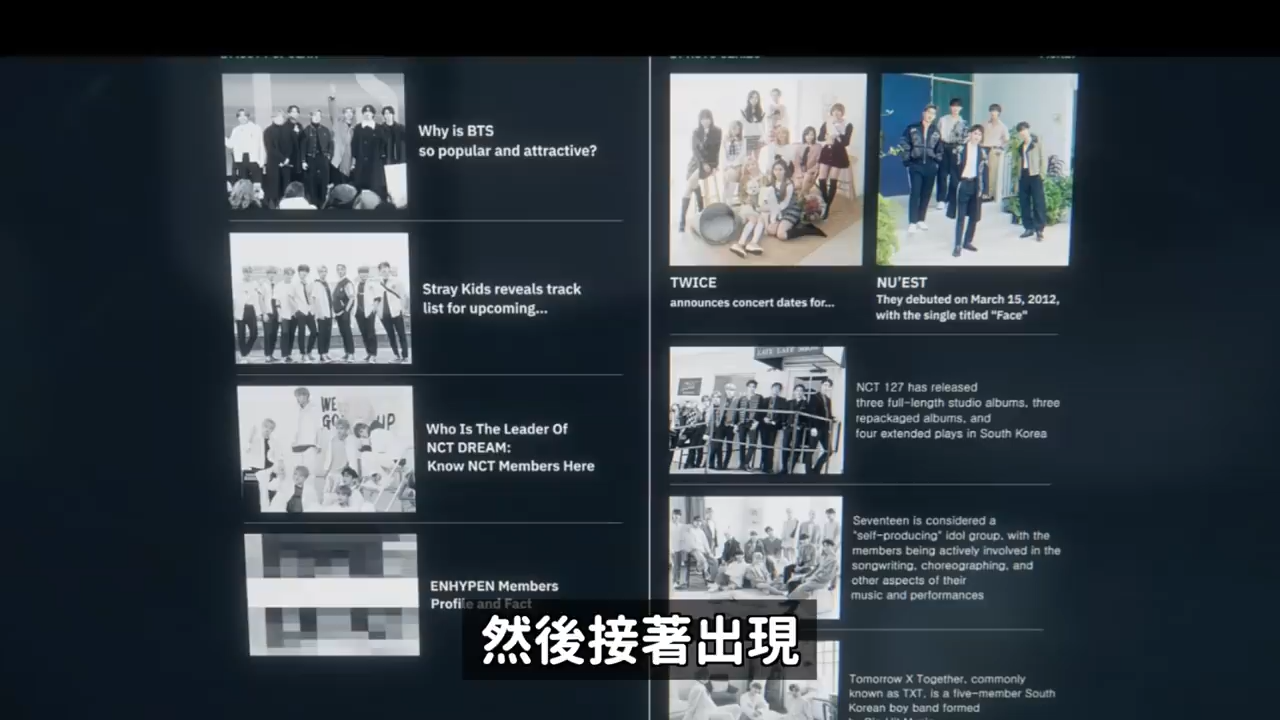 Why is BTS
so popular and attractive?
Stray Kids reveals track
list for upcoming...
WE
GO UP
Who Is The Leader Of
NCT DREAM:
Know NCT Members Here
ENHYPEN Members
Profile and Fact
TWICE
announces concert dates for...
NU'EST
They debuted on March 15, 2012,
with the single titled "Face"
NCT 127 has released
three full-length studio albums, three
repackaged albums, and
four extended plays in South Korea
Seventeen is considered a
"self-producing" idol group, with the
members being actively involved in the
songwriting, choreographing, and
other aspects of their
music and performances
Tomorrow X Together, commonly
known as TXT, is a five-member South
Korean boy band formed
然後接著出現